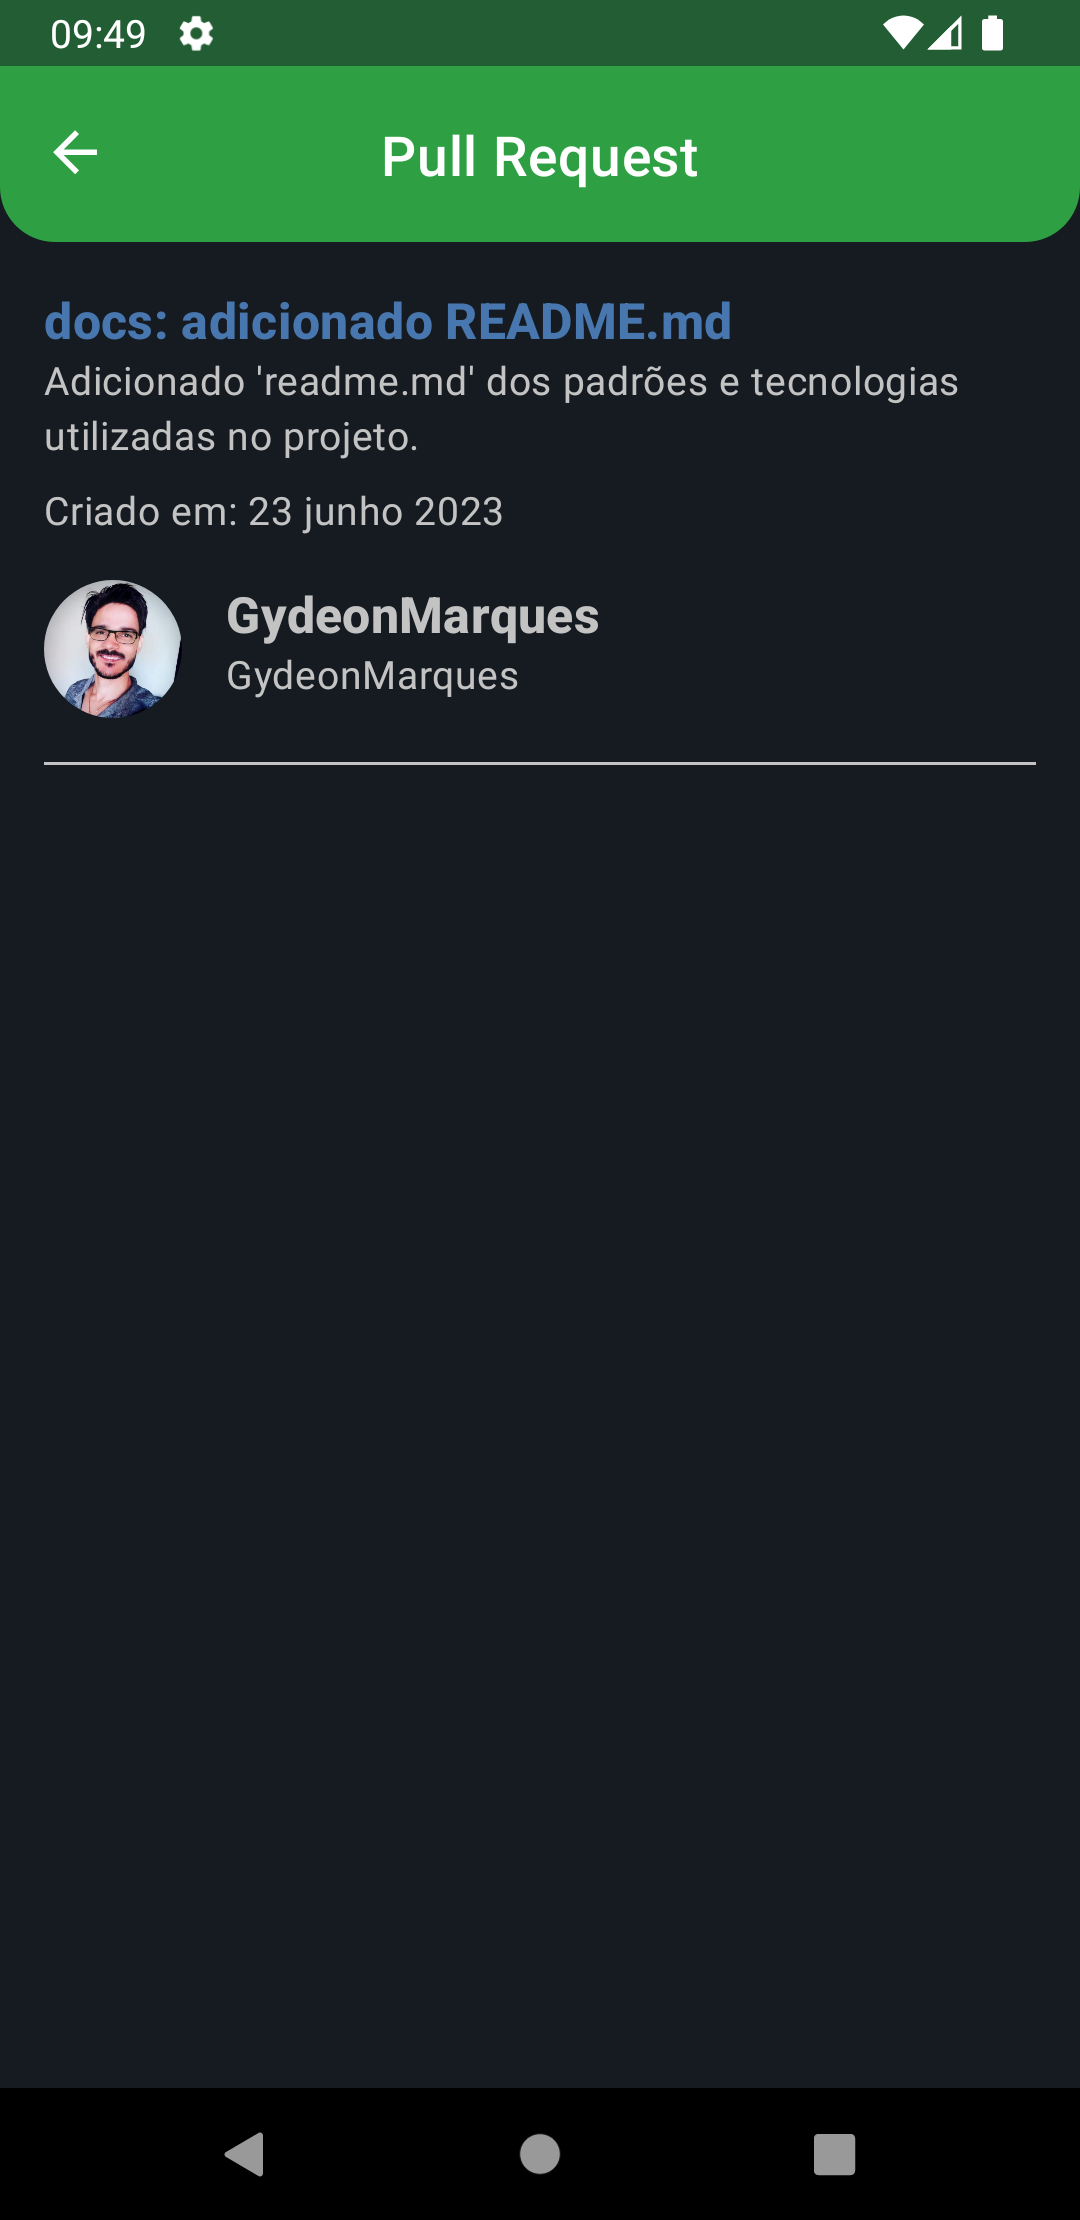 09:49
Pull Request
docs: adicionado README.md
Adicionado 'readme.md' dos padrões e tecnologias
utilizadas no projeto.
Criado em: 23 junho 2023
GydeonMarques
GydeonMarques